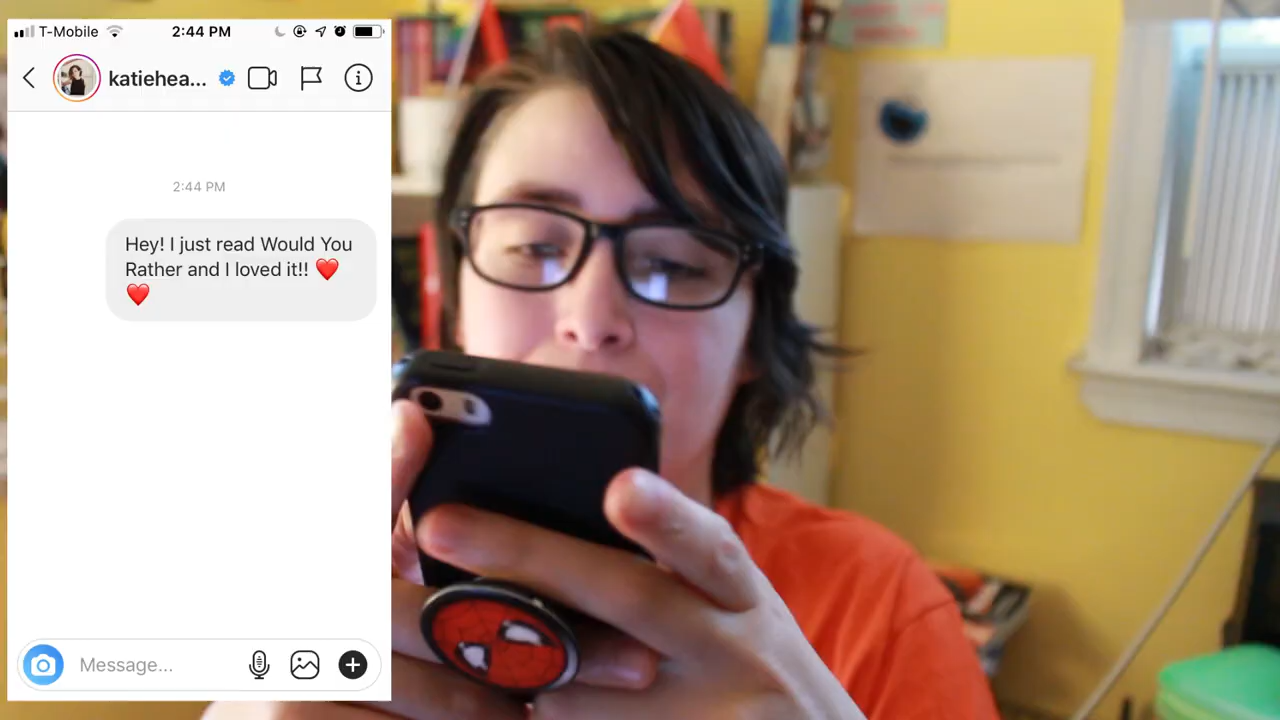 T-Mobile 2:44 PM
katiehea...
2:44 PM
Hey! I just read Would You
Rather and I loved it!! ❤️
❤️
Message...